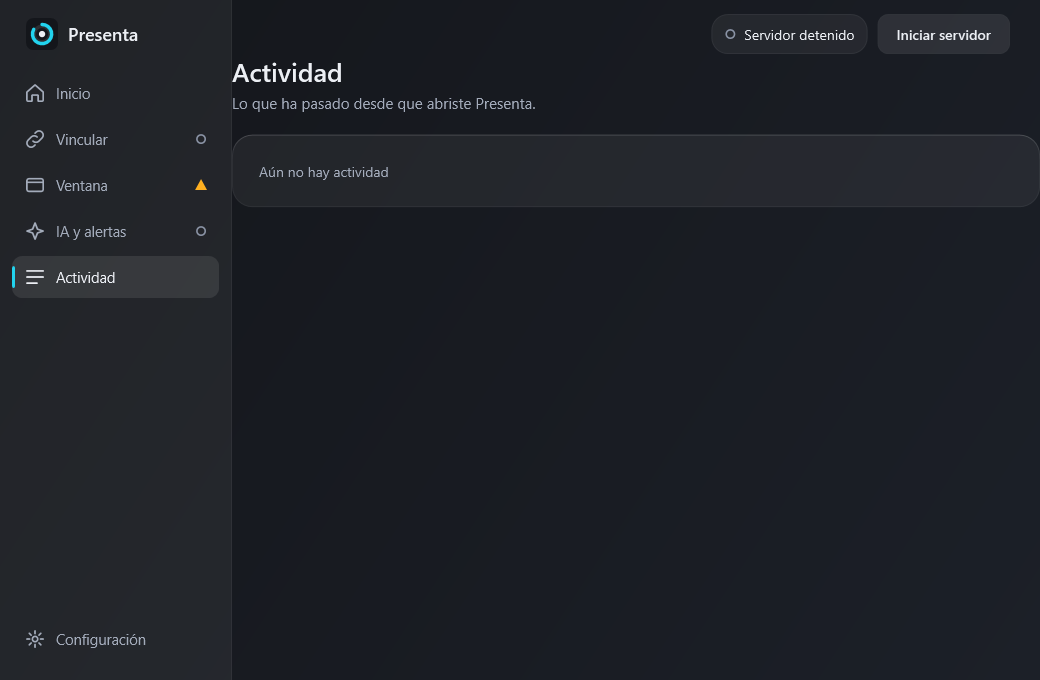 Presenta
Inicio
Vincular
Ventana
IA y alertas
Actividad
Configuración
Servidor detenido
Iniciar servidor
Actividad
Lo que ha pasado desde que abriste Presenta.
Aún no hay actividad